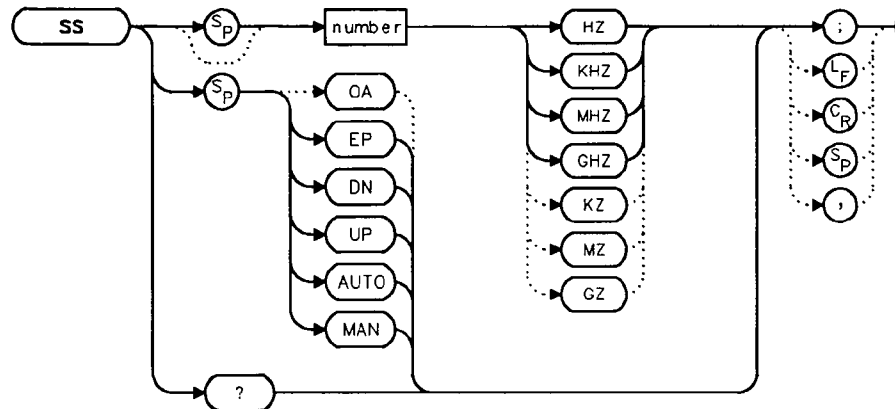 SS SP number HZ ;
SP OA KHZ LF
EP MHZ CR
DN GHZ SP
UP KZ ,
AUTO MZ
MAN GZ
?